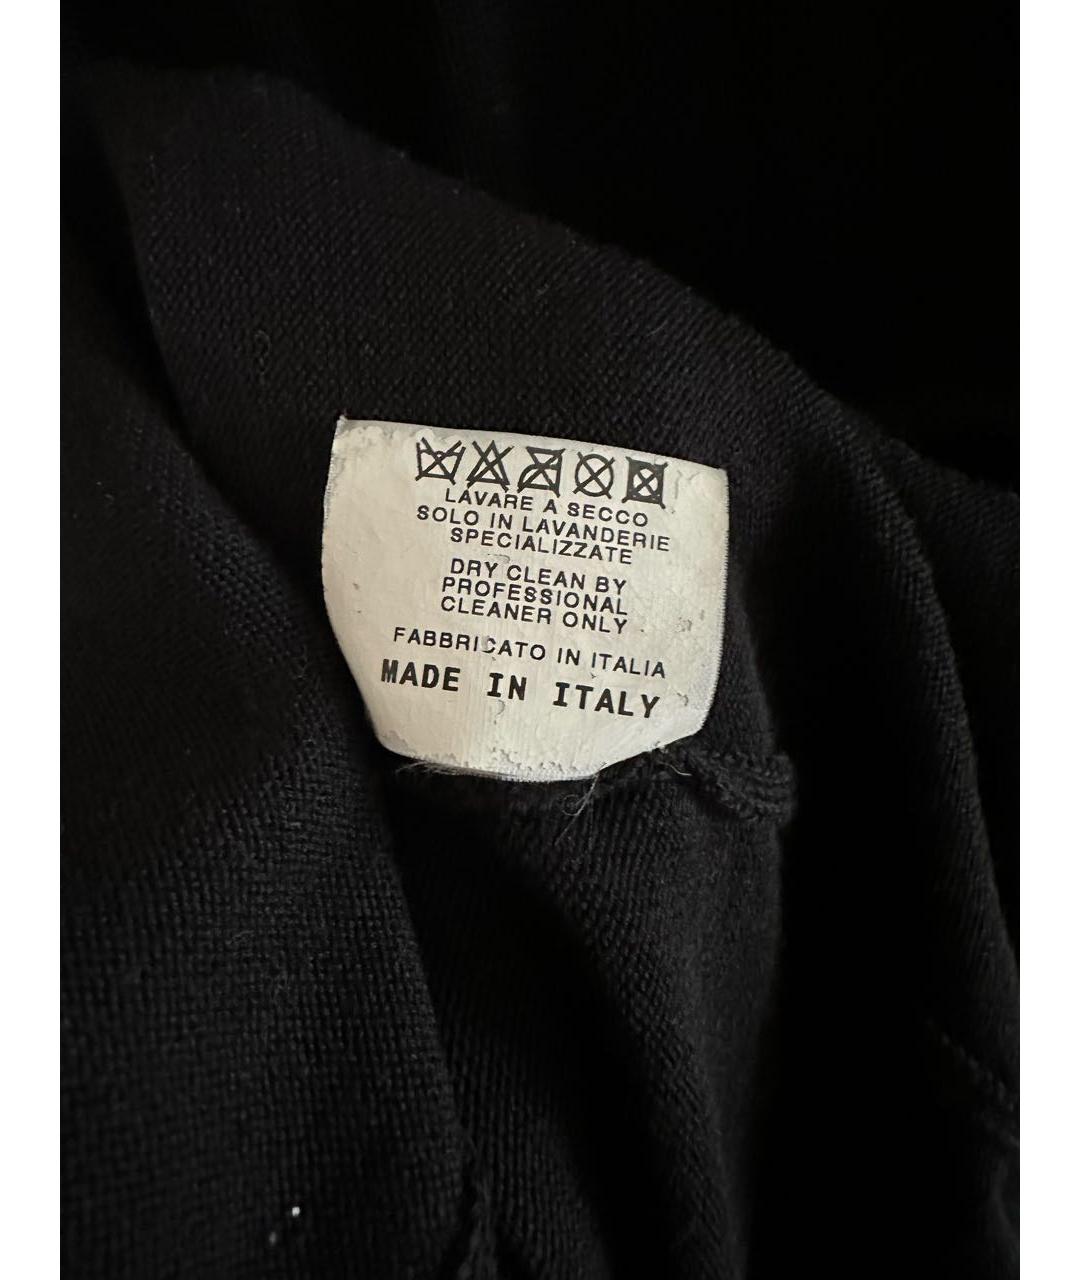 LAVARE A SECCO
SOLO IN LAVANDERIE
SPECIALIZZATE
DRY CLEAN BY
PROFESSIONAL
CLEANER ONLY
FABBRICATO IN ITALIA
MADE IN ITALY